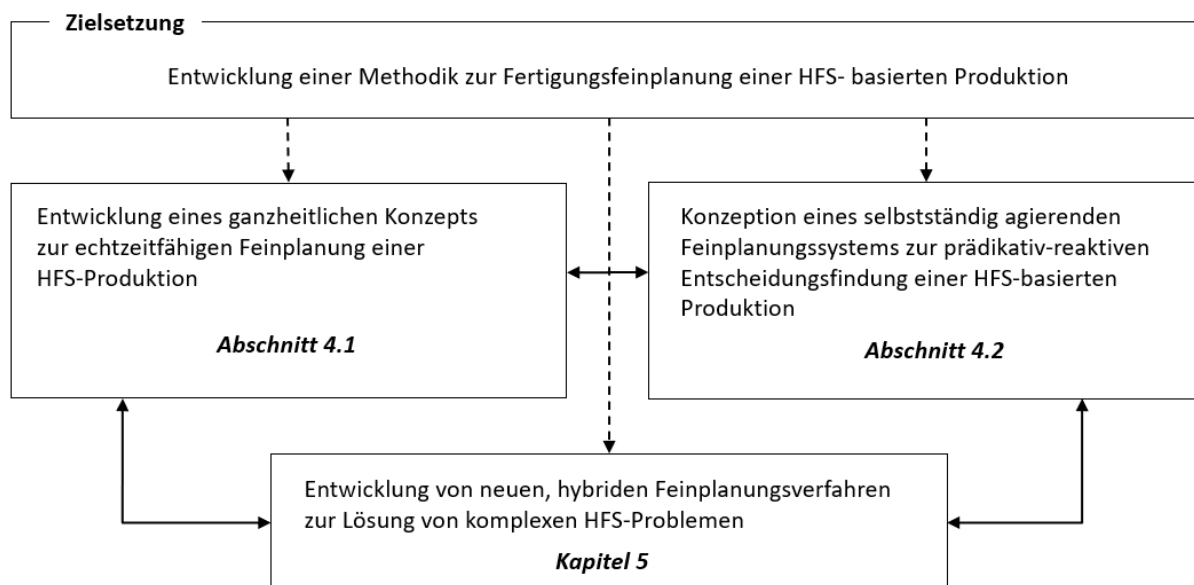 Zielsetzung
Entwicklung einer Methodik zur Fertigungsfeinplanung einer HFS- basierten Produktion
Entwicklung eines ganzheitlichen Konzepts
zur echtzeitfähigen Feinplanung einer
HFS-Produktion
Abschnitt 4.1
Konzeption eines selbstständig agierenden
Feinplanungssystems zur prädikativ-reaktiven
Entscheidungsfindung einer HFS-basierten
Produktion
Abschnitt 4.2
Entwicklung von neuen, hybriden Feinplanungsverfahren
zur Lösung von komplexen HFS-Problemen
Kapitel 5